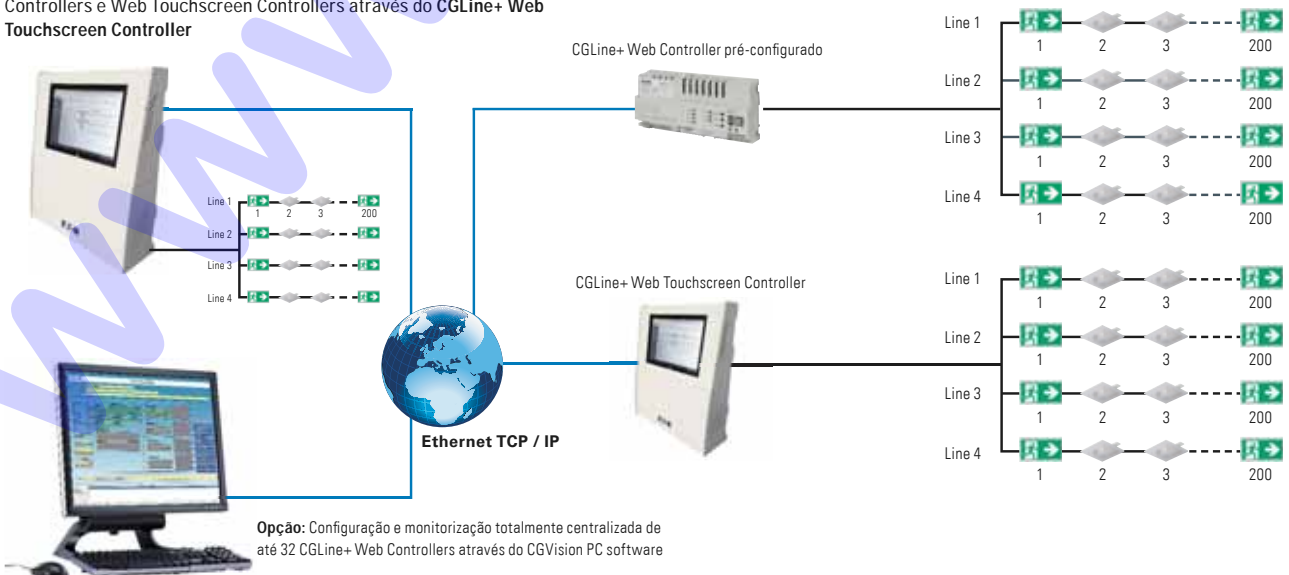 Controllers e Web Touchscreen Controllers através do CGLine+ Web
Touchscreen Controller
CGLine+ Web Controller pré-configurado
Line 1
1 2 3 200
Line 2
1 2 3 200
Line 3
1 2 3 200
Line 4
1 2 3 200
Line 1
1 2 3 200
Line 2
Line 3
Line 4
CGLine+ Web Touchscreen Controller
Line 1
1 2 3 200
Line 2
1 2 3 200
Line 3
1 2 3 200
Line 4
1 2 3 200
Ethernet TCP / IP
Opção: Configuração e monitorização totalmente centralizada de
até 32 CGLine+ Web Controllers através do CGVision PC software